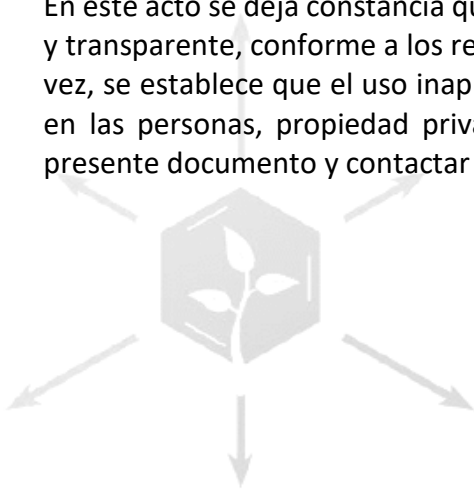 En este acto se deja constancia qu
y transparente, conforme a los re
vez, se establece que el uso inap
en las personas, propiedad priva
presente documento y contactar